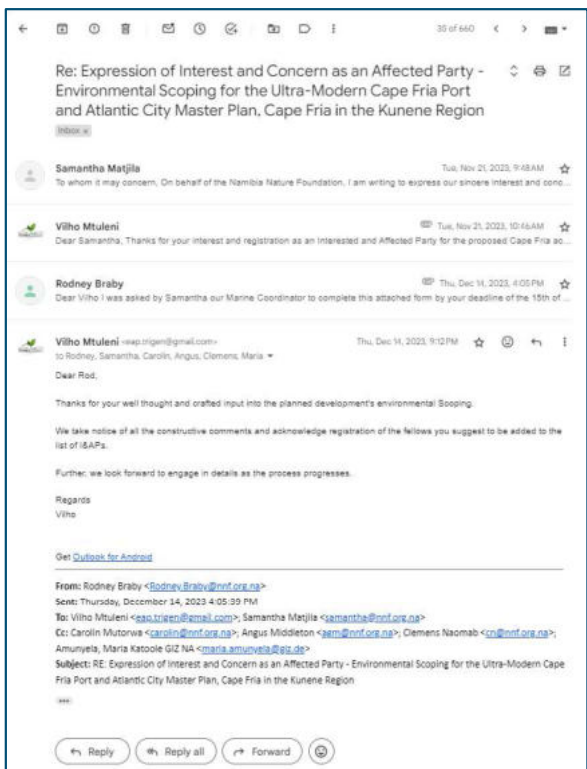 35 of 660
Re: Expression of Interest and Concern as an Affected Party -
Environmental Scoping for the Ultra-Modern Cape Fria Port
and Atlantic City Master Plan, Cape Fria in the Kunene Region
Inbox x
Samantha Matjila
Tue, Nov 21, 2023, 9:48 AM
To whom it may concern, On behalf of the Namibia Nature Foundation, I am writing to express our sincere interest and conc...
Vilho Mtuleni
Tue, Nov 21, 2023, 10:46 AM
Dear Samantha, Thanks for your interest and registration as an Interested and Affected Party for the proposed Cape Fria ac...
Rodney Braby
Thu, Dec 14, 2023, 4:05 PM
Dear Vilho I was asked by Samantha our Marine Coordinator to complete this attached form by your deadline of the 15th of ...
Vilho Mtuleni <eap.trigen@gmail.com>
Thu, Dec 14, 2023, 9:12 PM
to Rodney, Samantha, Carolin, Angus, Clemens, Maria
Dear Rod,
Thanks for your well thought and crafted input into the planned development's environmental Scoping.
We take notice of all the constructive comments and acknowledge registration of the fellows you suggest to be added to the
list of I&APs.
Further, we look forward to engage in details as the process progresses.
Regards
Vilho
Get Outlook for Android
From: Rodney Braby <Rodney.Braby@nnf.org.na>
Sent: Thursday, December 14, 2023 4:05:39 PM
To: Vilho Mtuleni <eap.trigen@gmail.com>; Samantha Matjila <samantha@nnf.org.na>
Cc: Carolin Mutorwa <carolin@nnf.org.na>; Angus Middleton <agm@nnf.org.na>; Clemens Naomab <cn@nnf.org.na>;
Amunyela, Maria Katoole GIZ NA <maria.amunyela@giz.de>
Subject: RE: Expression of Interest and Concern as an Affected Party - Environmental Scoping for the Ultra-Modern Cape
Fria Port and Atlantic City Master Plan, Cape Fria in the Kunene Region
Reply
Reply all
Forward